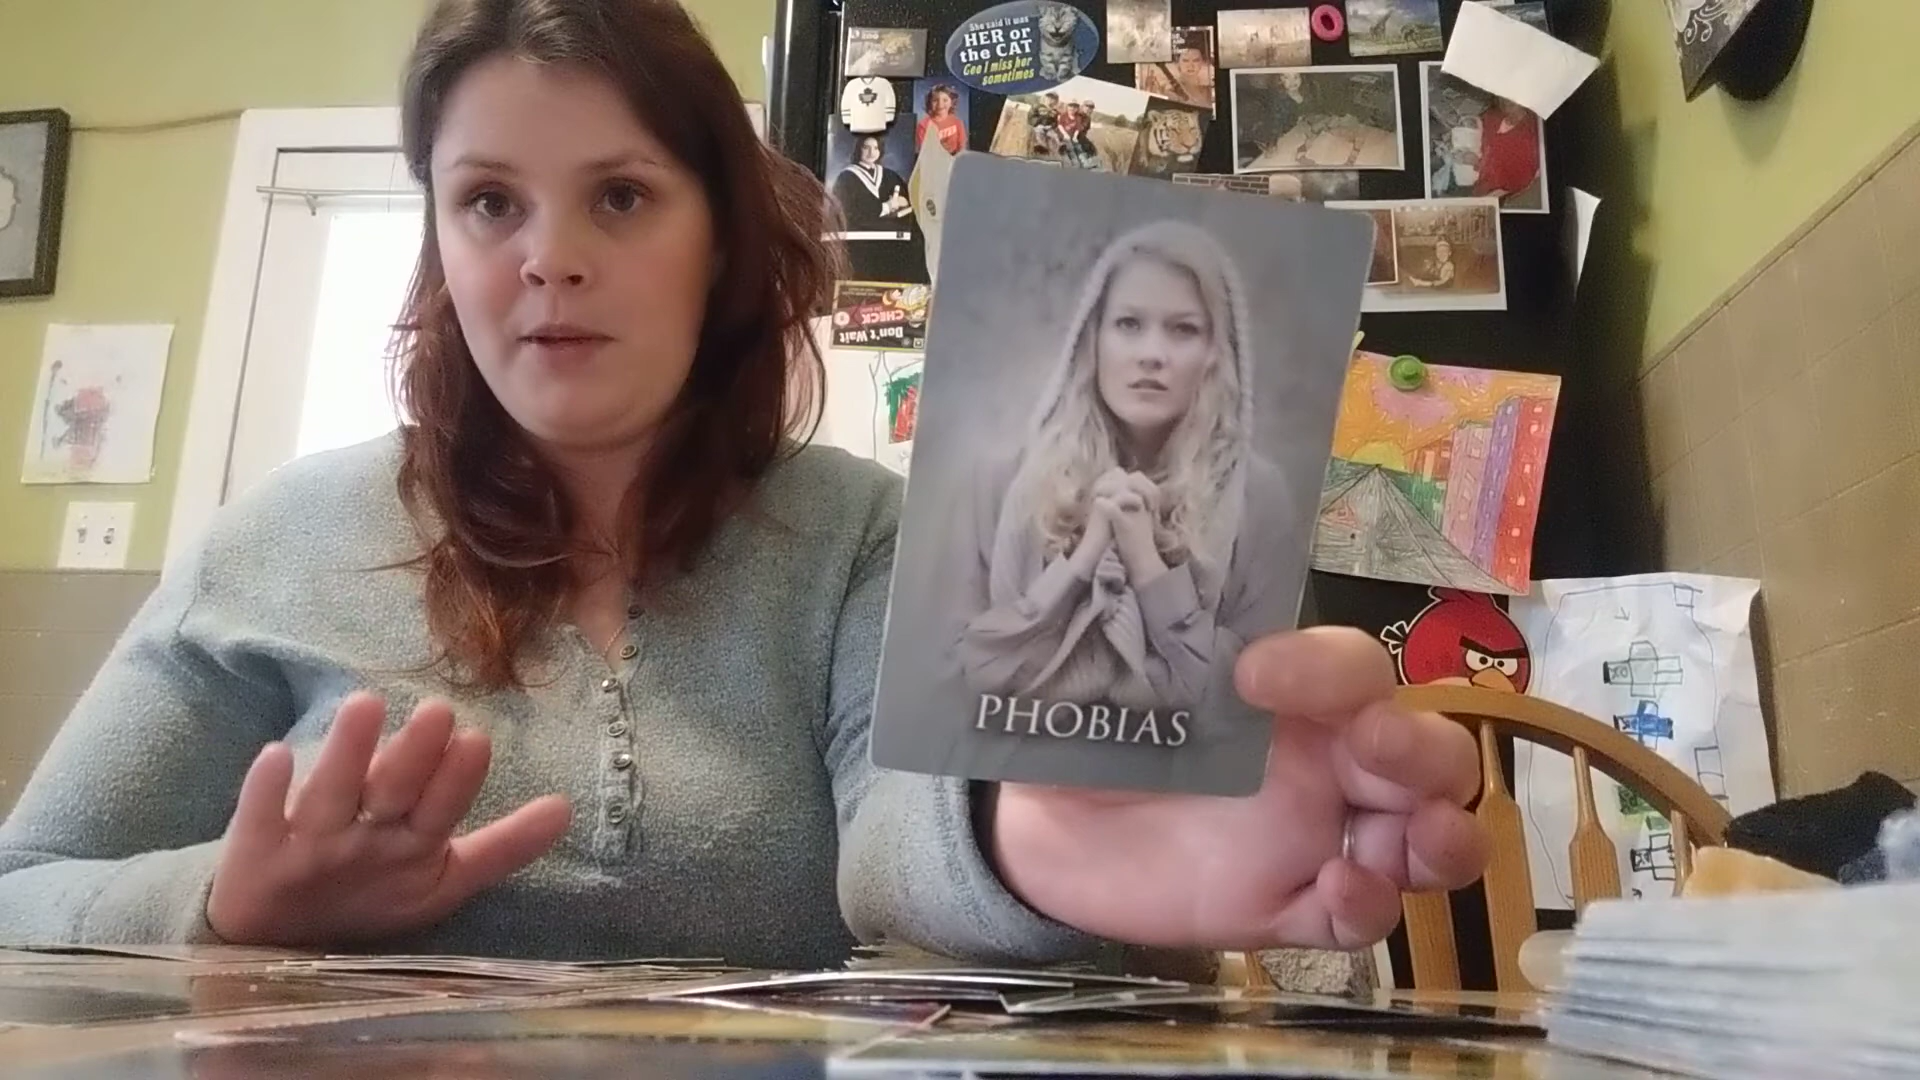 She said it was
HER or
the CAT
Gee I miss her
sometimes
Don't Wait
CHECK
PHOBIAS